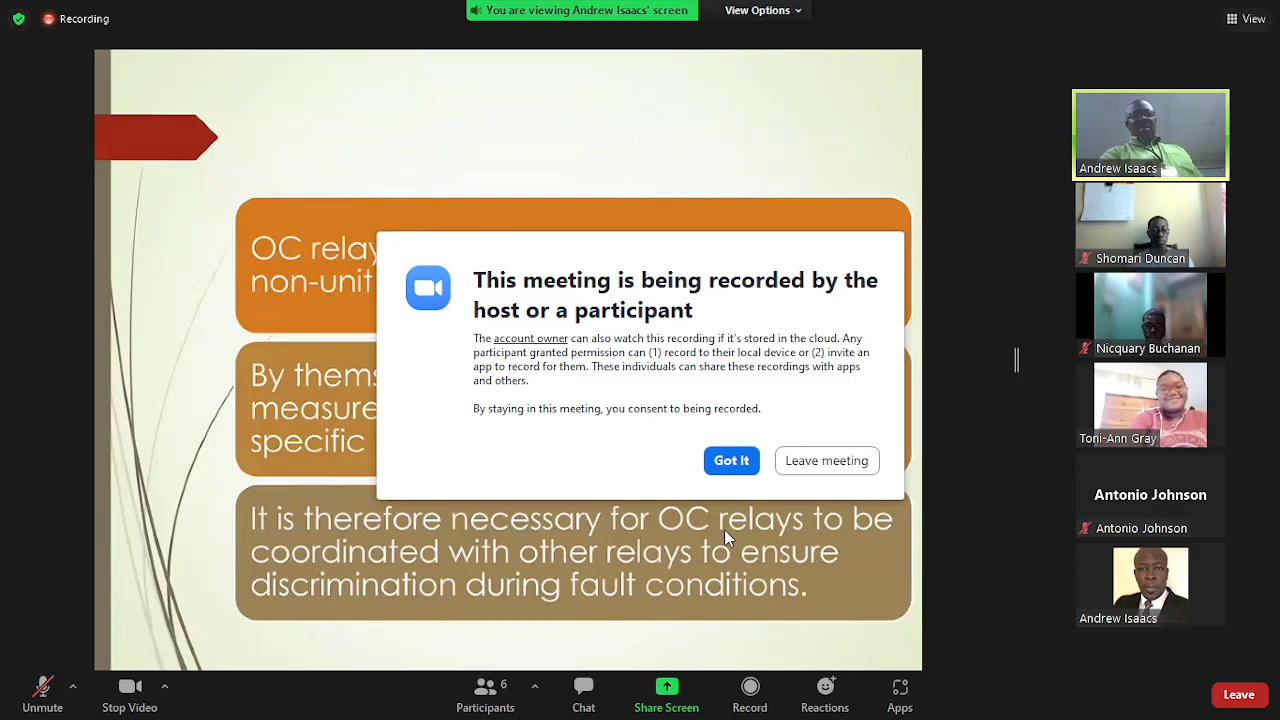 Recording
You are viewing Andrew Isaacs' screen
View Options
View
OC relay
non-unit
By thems
measure
specific
It is therefore necessary for OC relays to be
coordinated with other relays to ensure
discrimination during fault conditions.
This meeting is being recorded by the
host or a participant
The account owner can also watch this recording if it's stored in the cloud. Any
participant granted permission can (1) record to their local device or (2) invite an
app to record for them. These individuals can share these recordings with apps
and others.
By staying in this meeting, you consent to being recorded.
Got It
Leave meeting
Andrew Isaacs
Shomari Duncan
Nicquary Buchanan
Toni-Ann Gray
Antonio Johnson
Antonio Johnson
Andrew Isaacs
Unmute
Stop Video
6
Participants
Chat
Share Screen
Record
Reactions
Apps
Leave